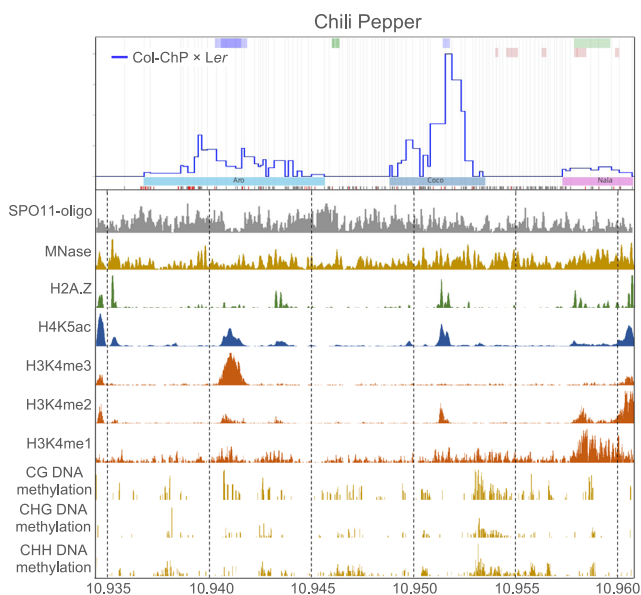 Chili Pepper
Col-ChP × Ler
Aro
Coco
Nala
SPO11-oligo
MNase
H2A.Z
H4K5ac
H3K4me3
H3K4me2
H3K4me1
CG DNA
methylation
CHG DNA
methylation
CHH DNA
methylation
10.935
10.940
10.945
10.950
10.955
10.960